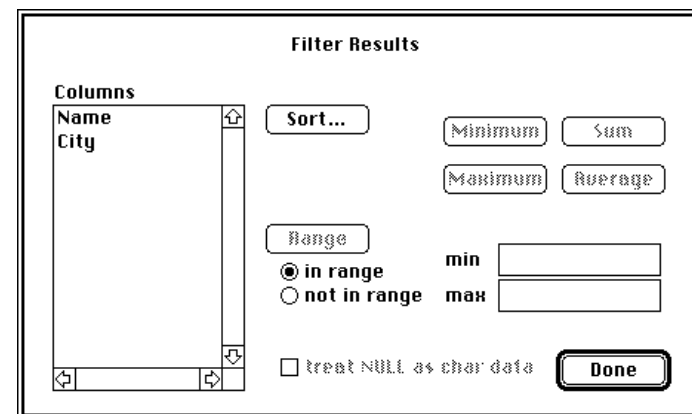 Filter Results
Columns
Name
City
Sort...
Minimum
Sum
Maximum
Average
Range
in range
not in range
min
max
treat NULL as char data
Done